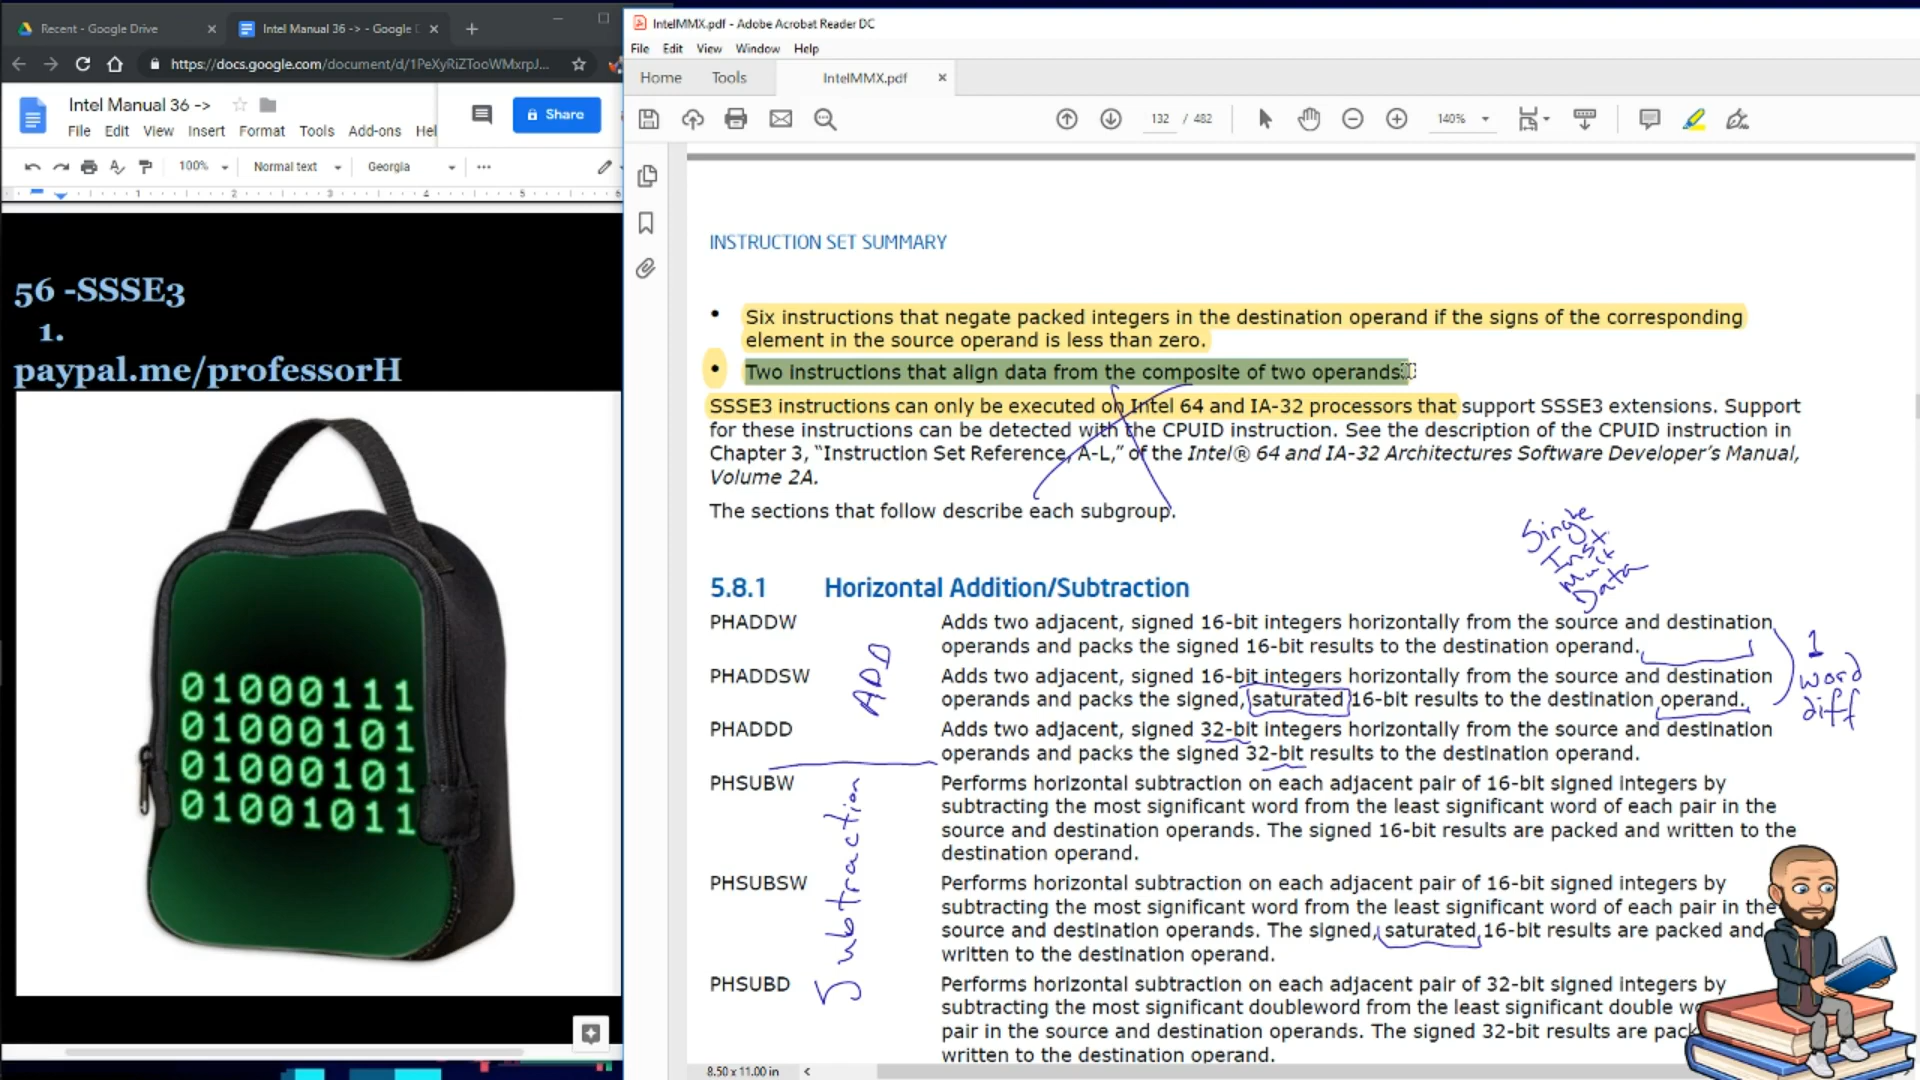 Recent - Google Drive
Intel Manual 36 -> - Google D
https://docs.google.com/document/d/1PeXyRiZTooWMxrpJ...
Intel Manual 36 ->
File Edit View Insert Format Tools Add-ons Hel
Share
100% Normal text Georgia
1 2 3 4 5
56 -SSSE3
1.
paypal.me/professorH
01000111
01000101
01000101
01001011
IntelMMX.pdf - Adobe Acrobat Reader DC
File Edit View Window Help
Home Tools IntelMMX.pdf
132 / 482 140%
INSTRUCTION SET SUMMARY
• Six instructions that negate packed integers in the destination operand if the signs of the corresponding
element in the source operand is less than zero.
• Two instructions that align data from the composite of two operands.
SSSE3 instructions can only be executed on Intel 64 and IA-32 processors that support SSSE3 extensions. Support
for these instructions can be detected with the CPUID instruction. See the description of the CPUID instruction in
Chapter 3, “Instruction Set Reference, A-L,” of the Intel® 64 and IA-32 Architectures Software Developer’s Manual,
Volume 2A.
The sections that follow describe each subgroup.
Single
Inst
Data
5.8.1 Horizontal Addition/Subtraction
PHADDW Adds two adjacent, signed 16-bit integers horizontally from the source and destination
operands and packs the signed 16-bit results to the destination operand.
PHADDSW Adds two adjacent, signed 16-bit integers horizontally from the source and destination
operands and packs the signed, saturated 16-bit results to the destination operand.
PHADDD Adds two adjacent, signed 32-bit integers horizontally from the source and destination
operands and packs the signed 32-bit results to the destination operand.
ADD
1
word
diff
PHSUBW Performs horizontal subtraction on each adjacent pair of 16-bit signed integers by
subtracting the most significant word from the least significant word of each pair in the
source and destination operands. The signed 16-bit results are packed and written to the
destination operand.
PHSUBSW Performs horizontal subtraction on each adjacent pair of 16-bit signed integers by
subtracting the most significant word from the least significant word of each pair in the
source and destination operands. The signed, saturated 16-bit results are packed and
written to the destination operand.
PHSUBD Performs horizontal subtraction on each adjacent pair of 32-bit signed integers by
subtracting the most significant doubleword from the least significant double wo
pair in the source and destination operands. The signed 32-bit results are pack
written to the destination operand.
Subtraction
8.50 x 11.00 in